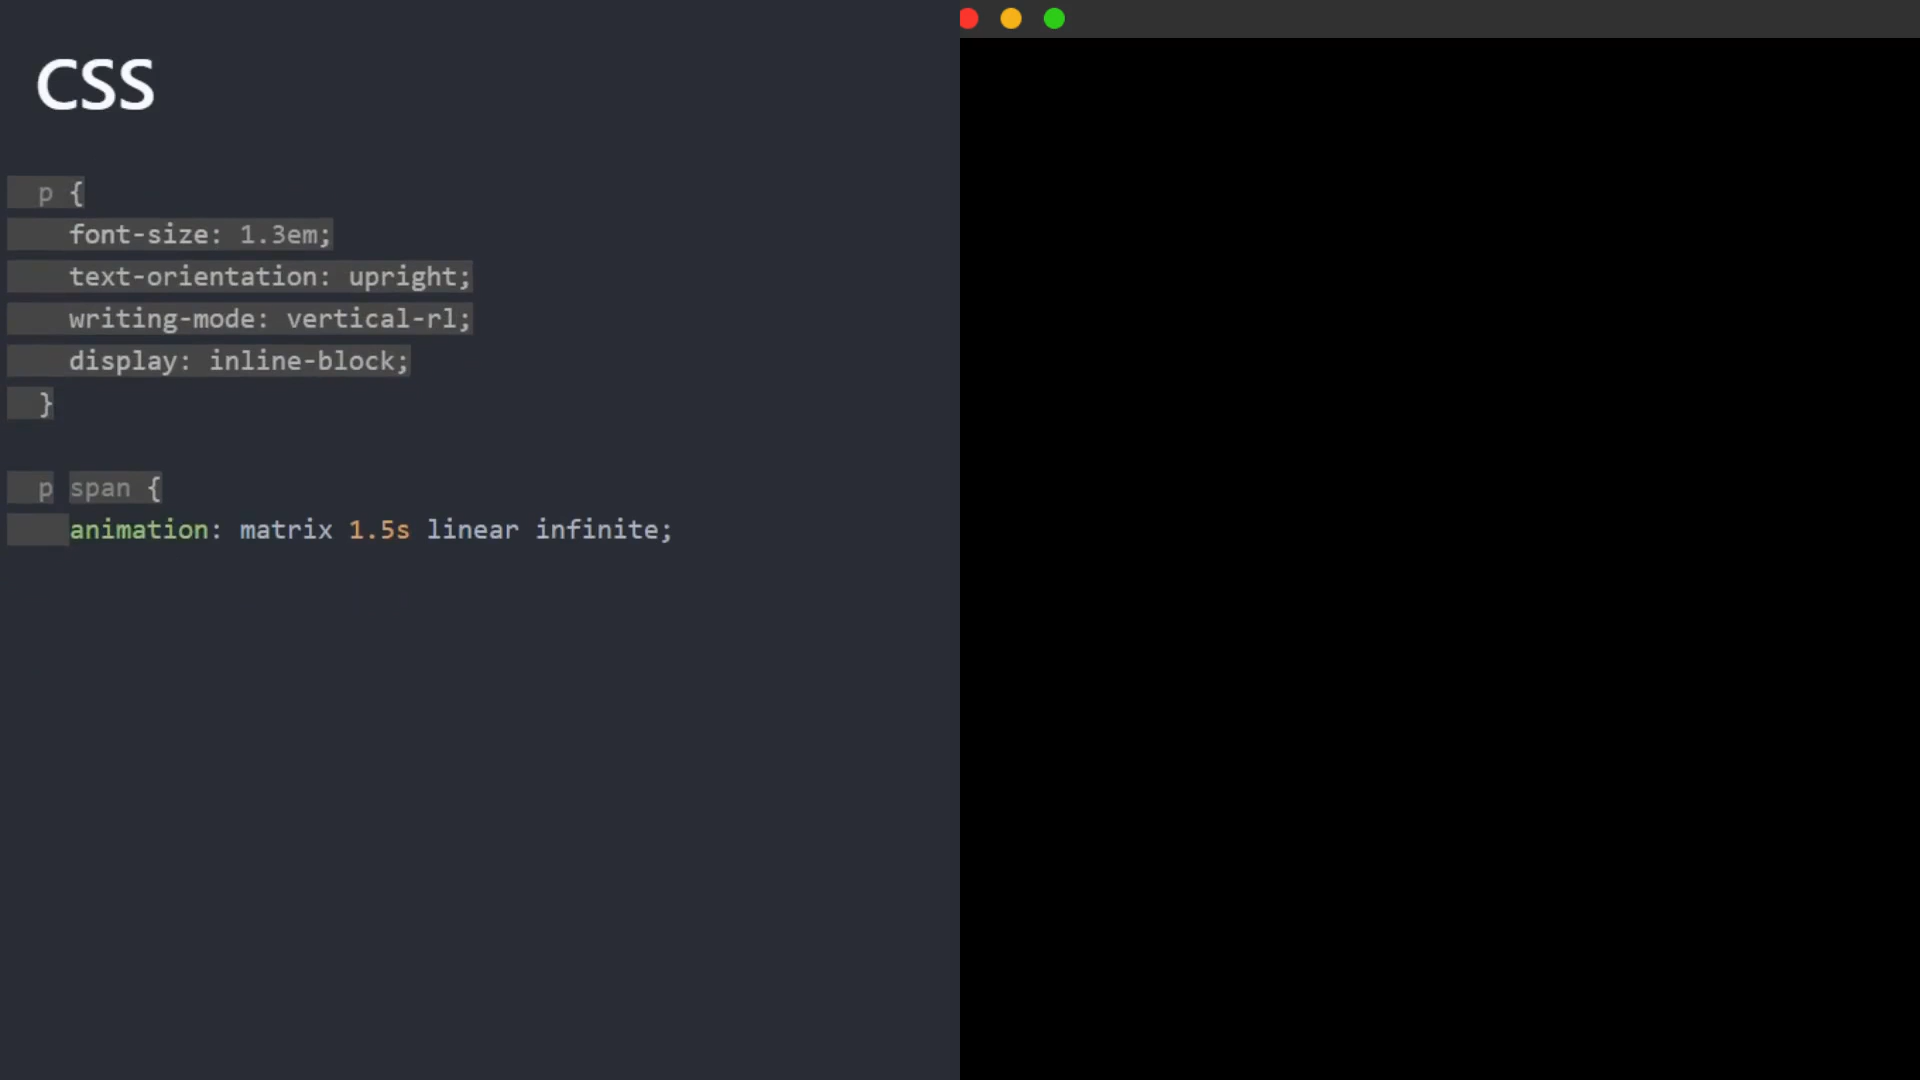 CSS
p {
font-size: 1.3em;
text-orientation: upright;
writing-mode: vertical-rl;
display: inline-block;
}
p span {
animation: matrix 1.5s linear infinite;